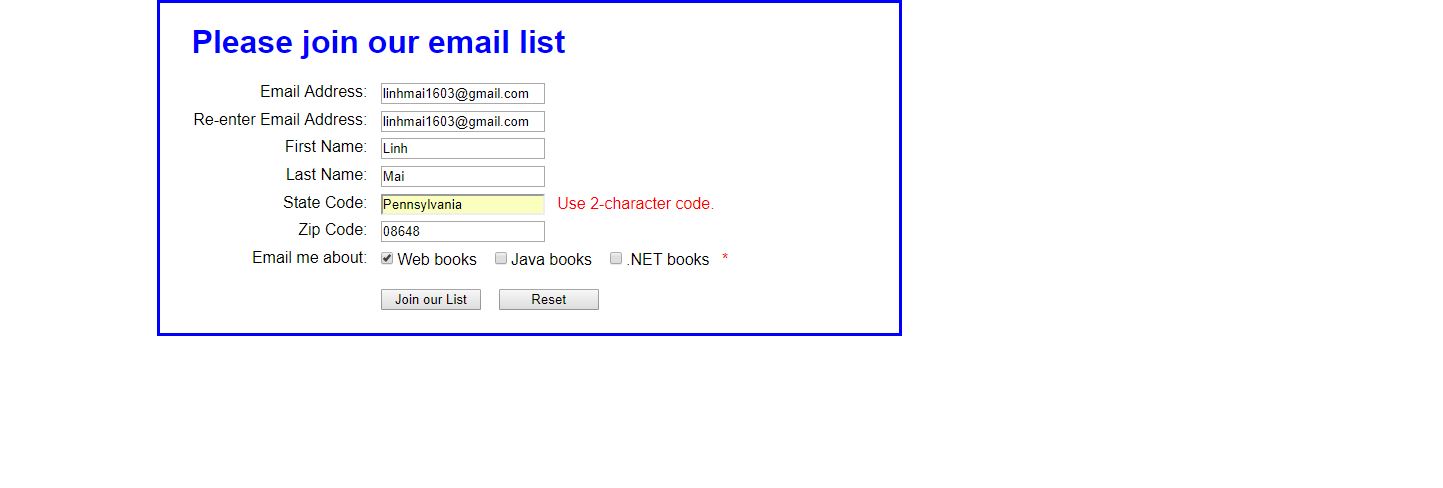 Please join our email list
Email Address: linhmai1603@gmail.com
Re-enter Email Address: linhmai1603@gmail.com
First Name: Linh
Last Name: Mai
State Code: Pennsylvania Use 2-character code.
Zip Code: 08648
Email me about: Web books Java books .NET books *
Join our List Reset